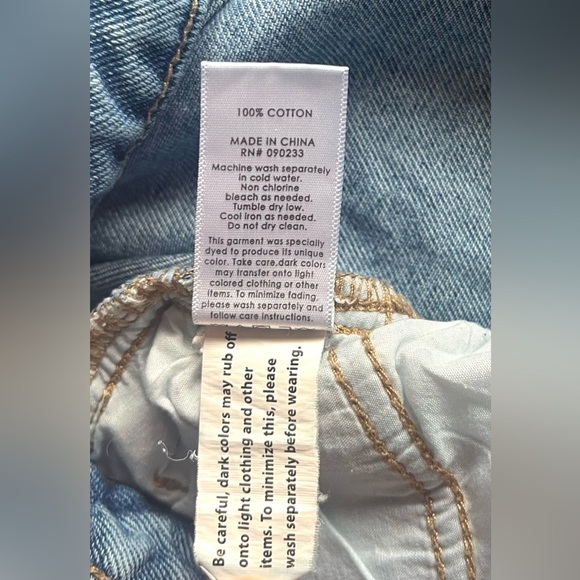 100% COTTON
MADE IN CHINA
RN# 090233
Machine wash separately
in cold water.
Non chlorine
bleach as needed.
Tumble dry low.
Cool iron as needed.
Do not dry clean.
This garment was specially
dyed to produce its unique
color. Take care,dark colors
may transfer onto light
colored clothing or other
items. To minimize fading,
please wash separately and
follow care instructions.
Be careful, dark colors may rub off
onto light clothing and other
items. To minimize this, please
wash separately before wearing.